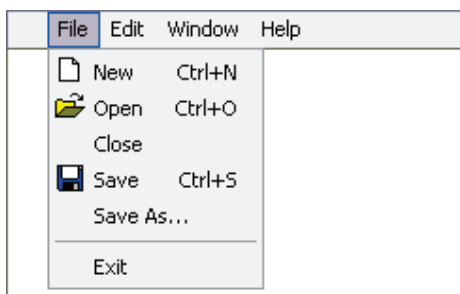 File Edit Window Help
New Ctrl+N
Open Ctrl+O
Close
Save Ctrl+S
Save As...
Exit